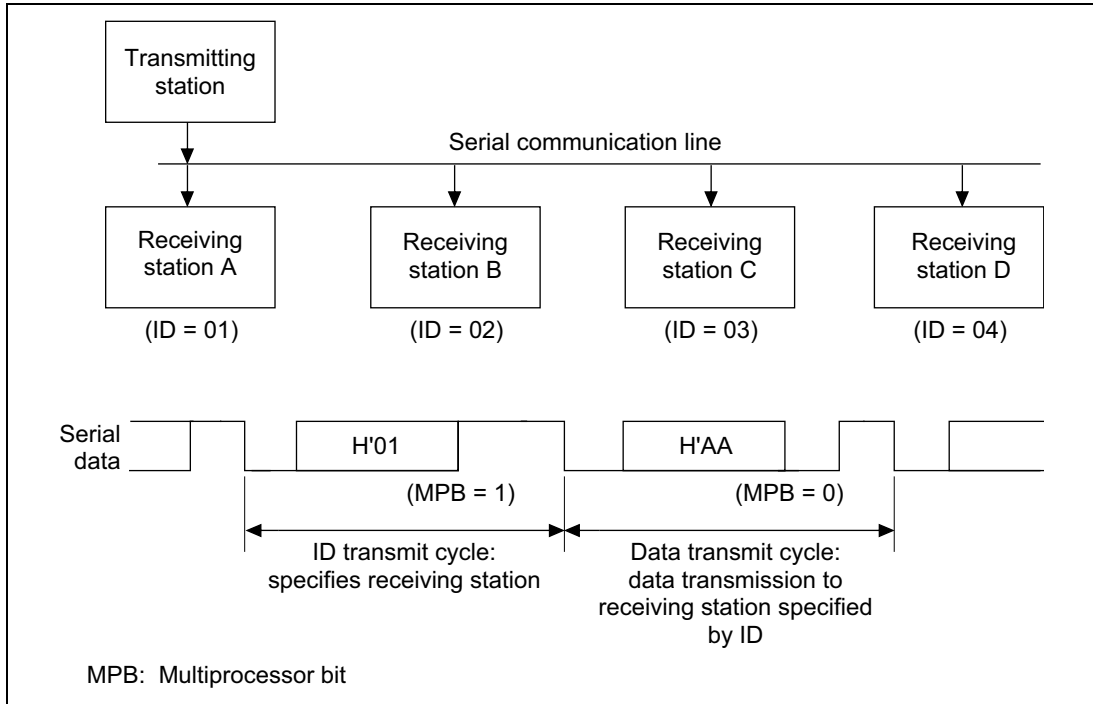 Transmitting
station
Serial communication line
Receiving
station A
Receiving
station B
Receiving
station C
Receiving
station D
(ID = 01)
(ID = 02)
(ID = 03)
(ID = 04)
Serial
data
H'01
H'AA
(MPB = 1)
(MPB = 0)
ID transmit cycle:
specifies receiving station
Data transmit cycle:
data transmission to
receiving station specified
by ID
MPB: Multiprocessor bit